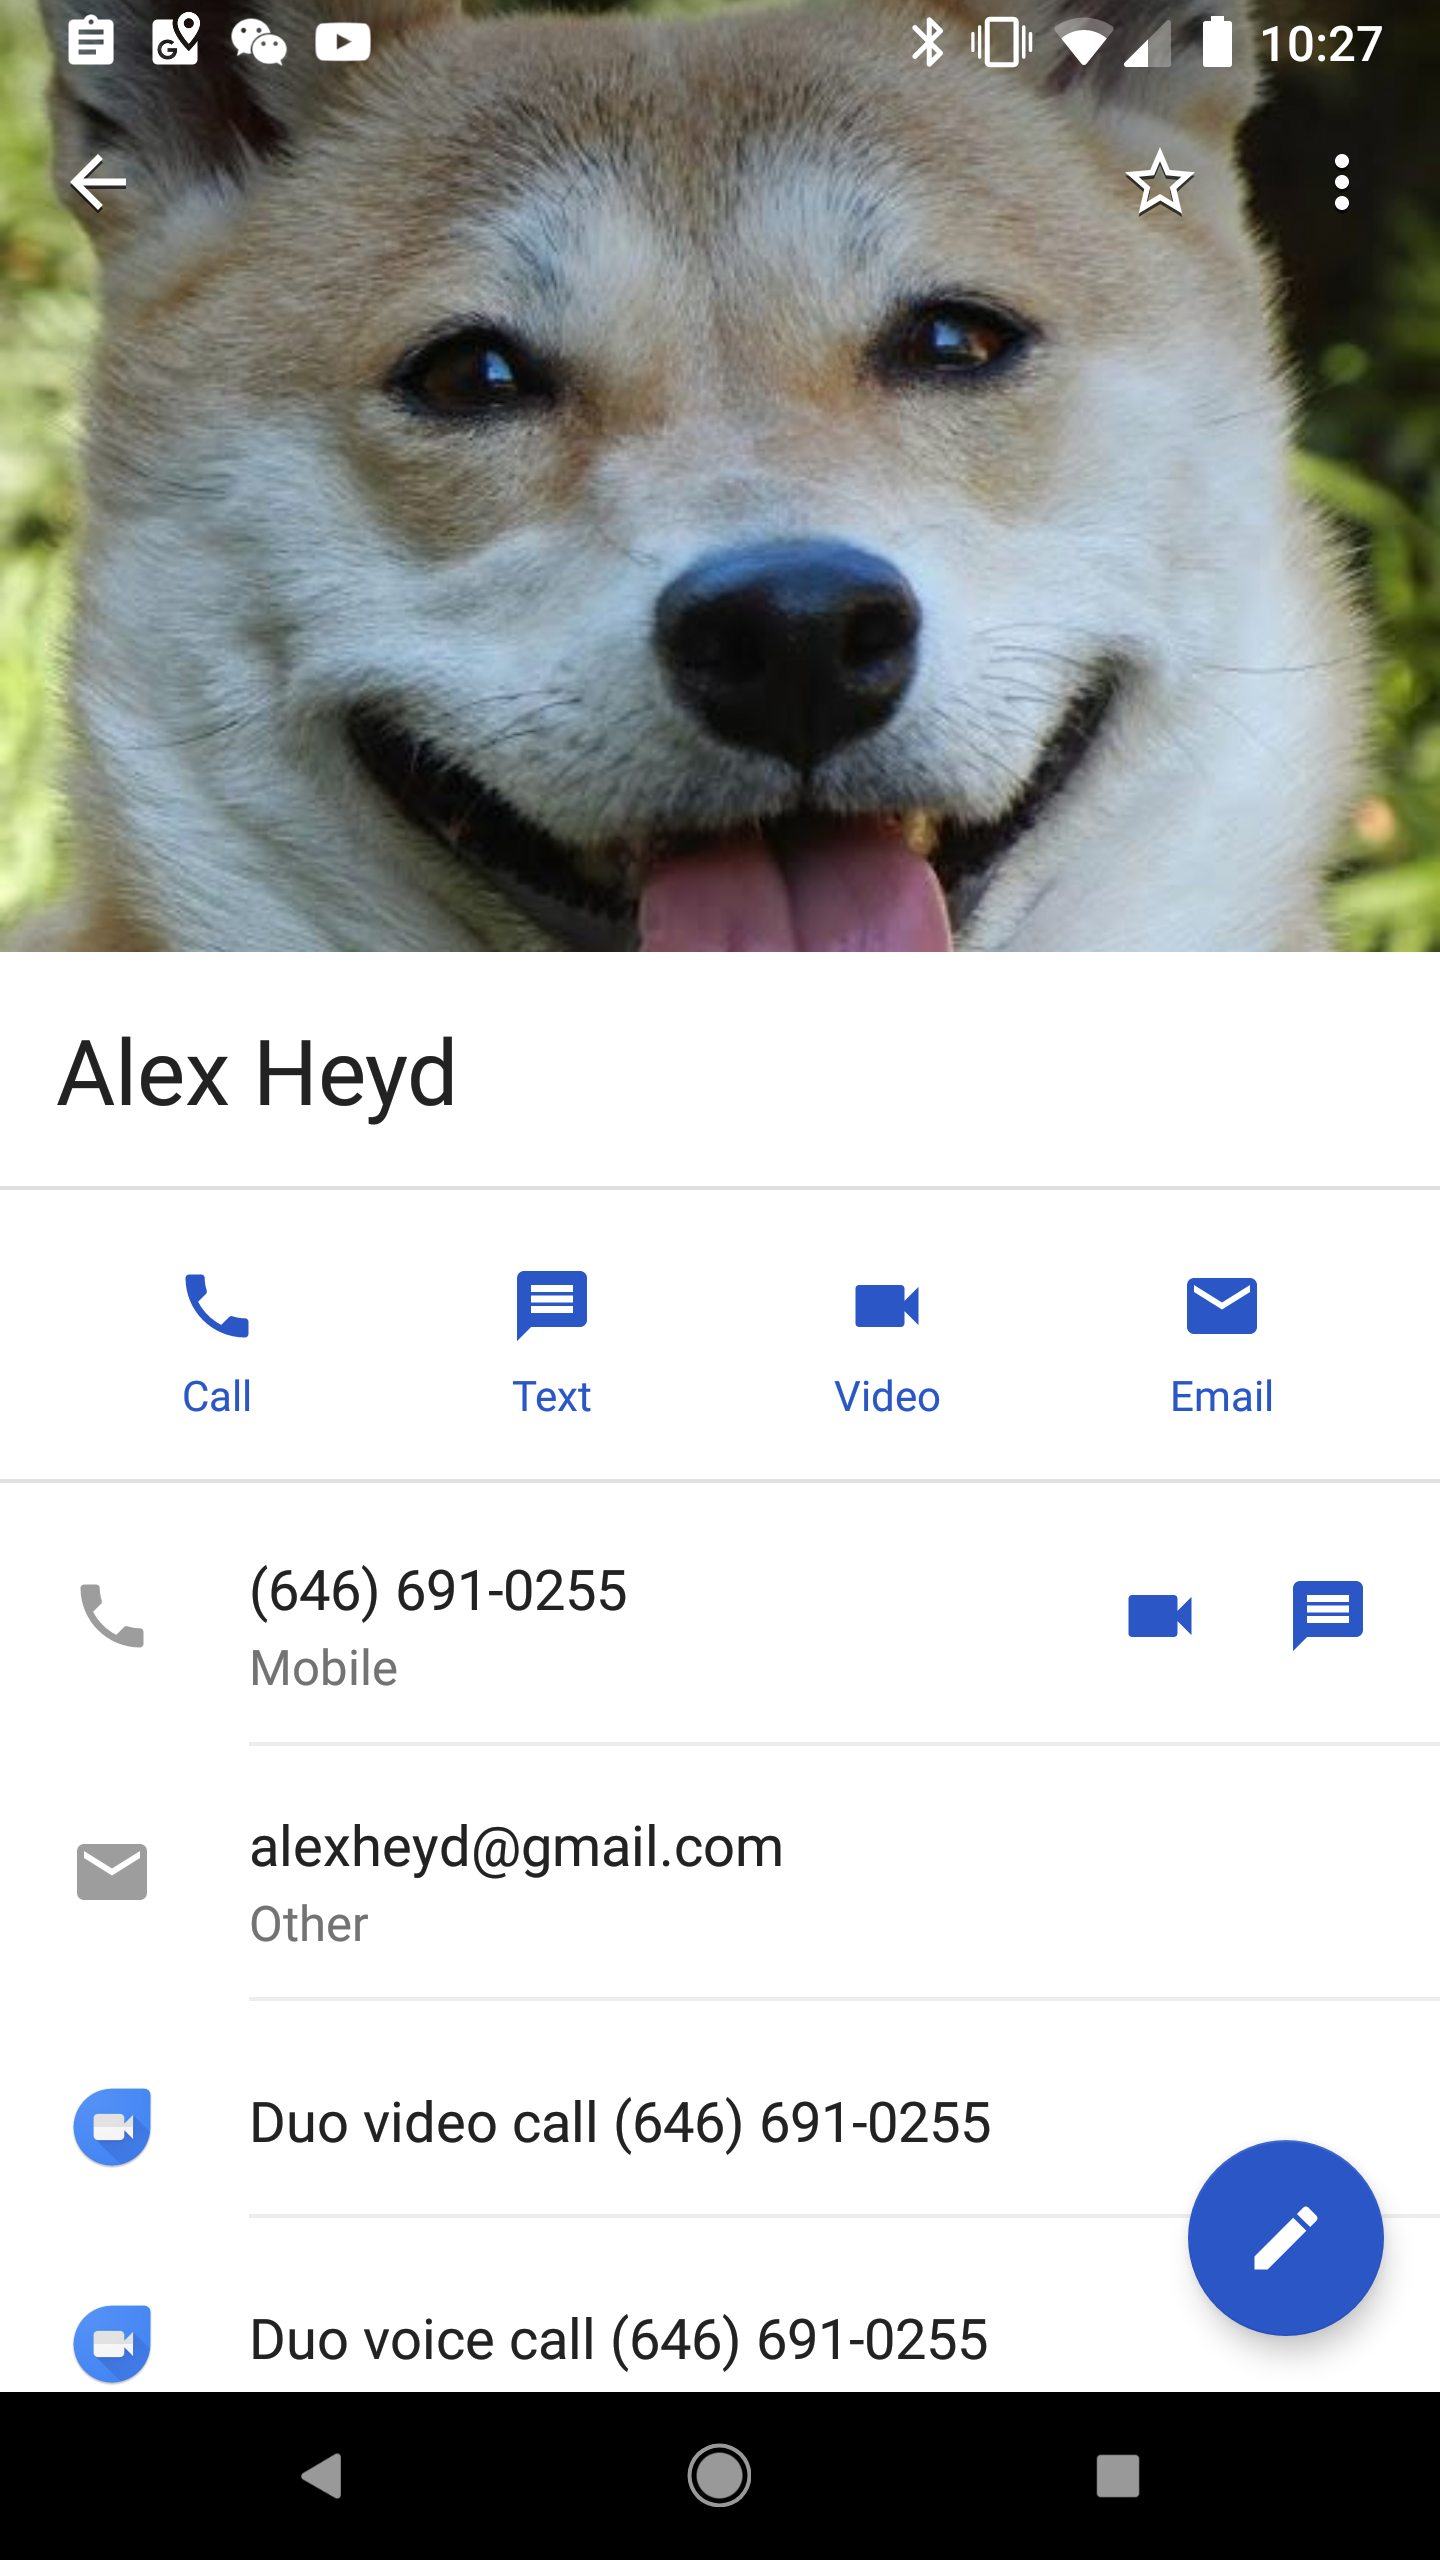 10:27
Alex Heyd
Call Text Video Email
(646) 691-0255
Mobile
alexheyd@gmail.com
Other
Duo video call (646) 691-0255
Duo voice call (646) 691-0255